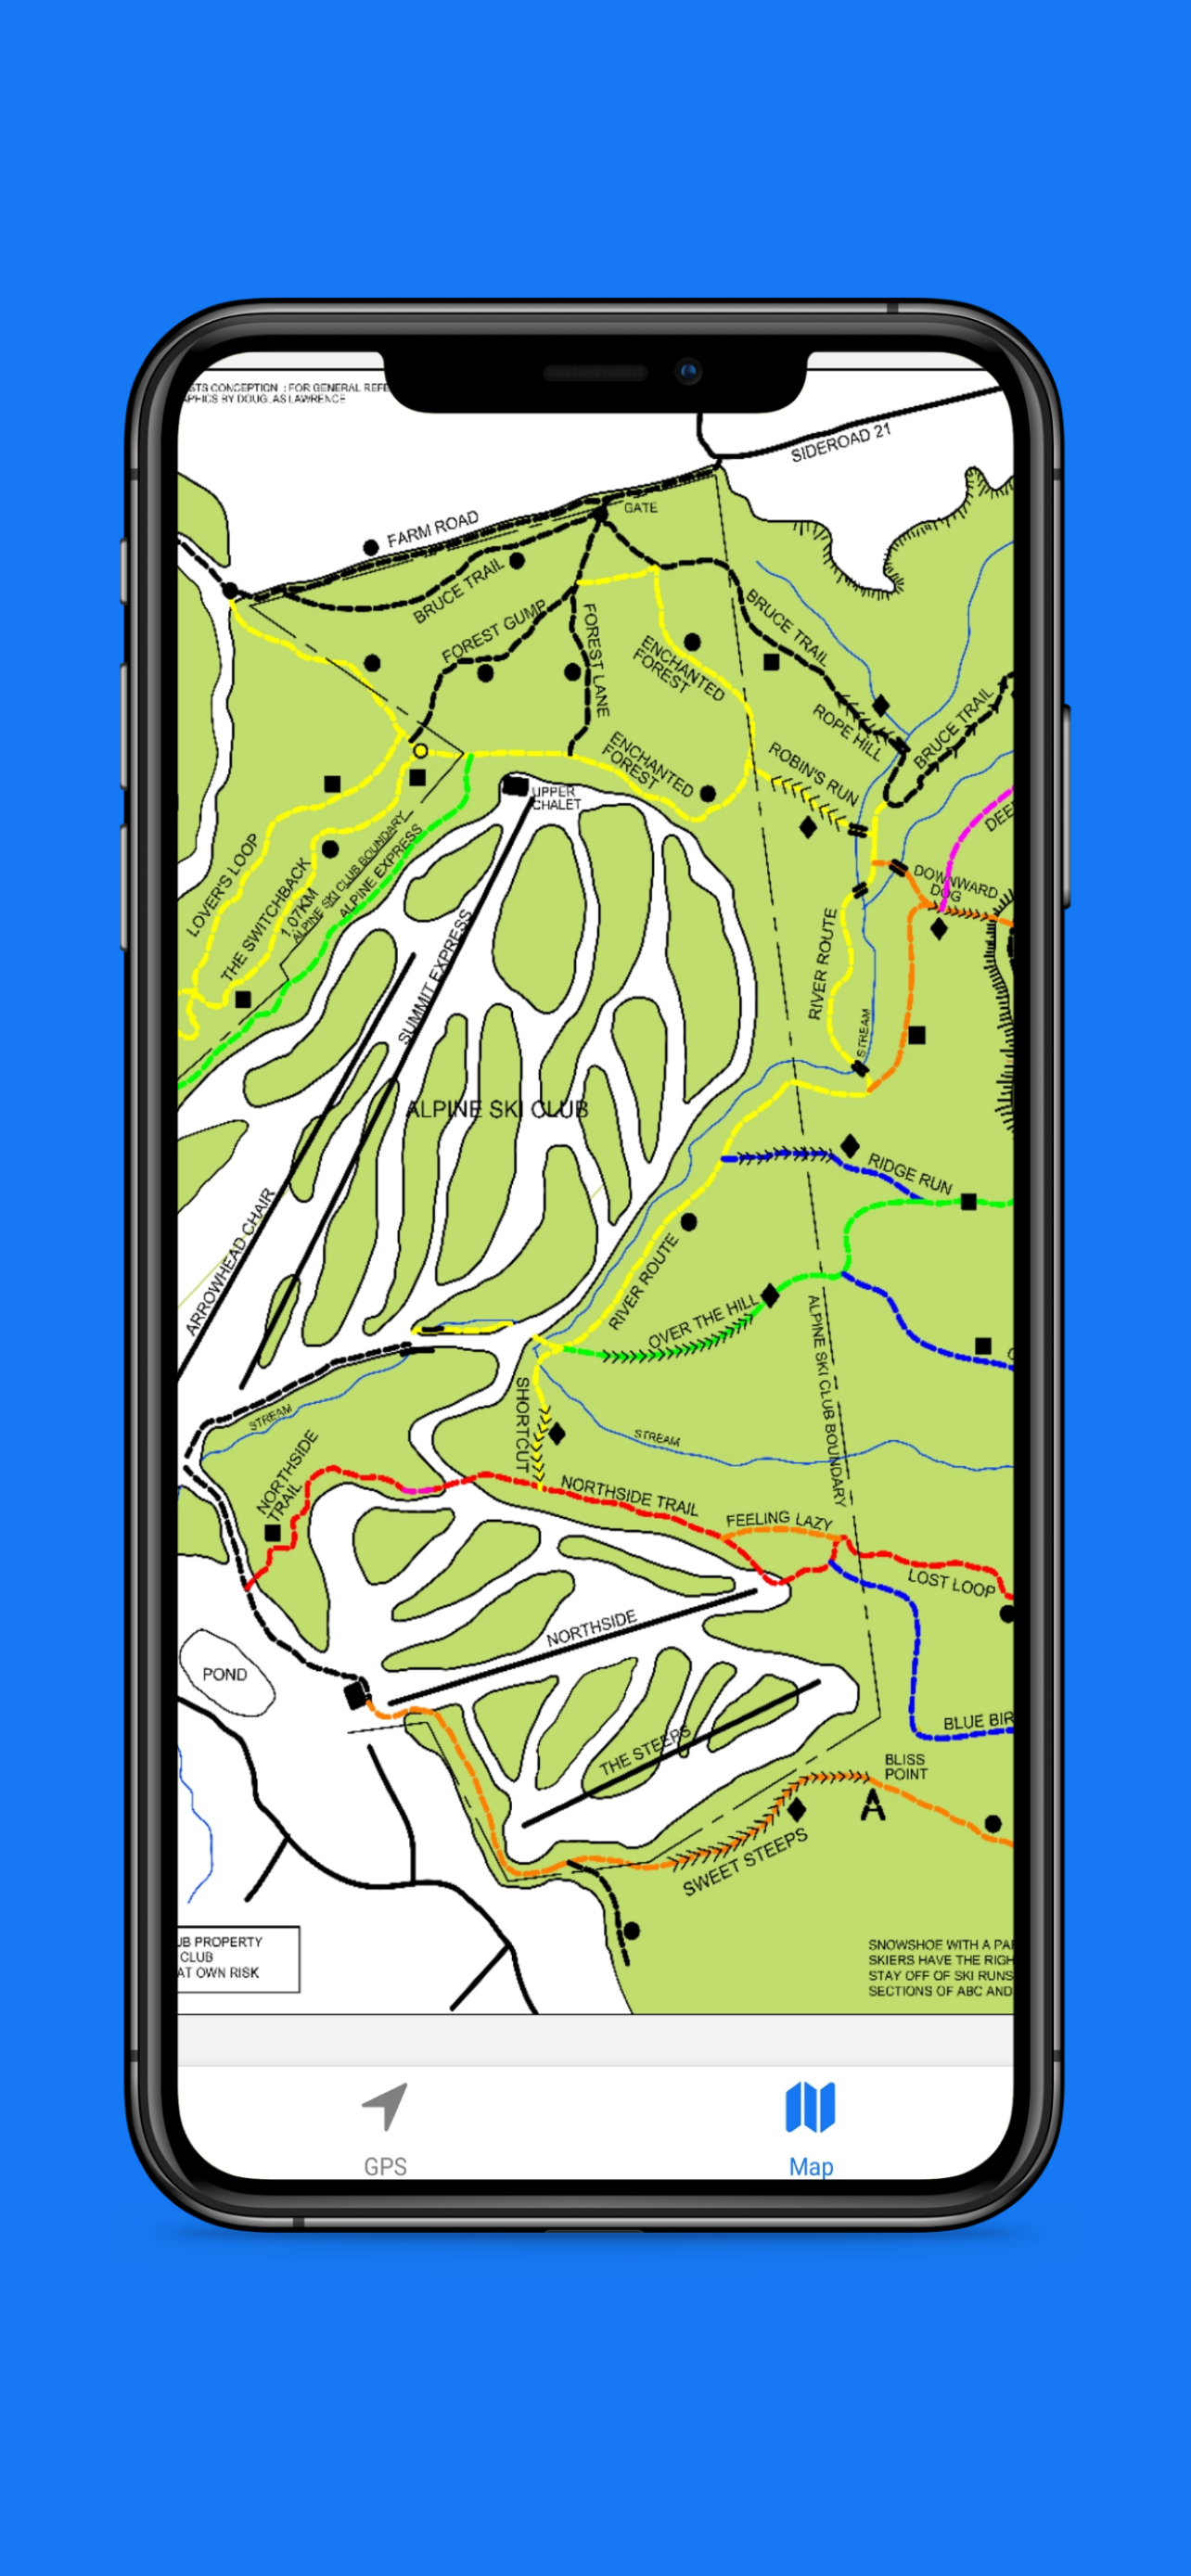 STS CONCEPTION : FOR GENERAL REFE
APHICS BY DOUGLAS LAWRENCE
SIDEROAD 21
FARM ROAD
GATE
BRUCE TRAIL
BRUCE TRAIL
FOREST GUMP
FOREST LANE
ENCHANTED
FOREST
ROPE HILL
BRUCE TRAIL
ENCHANTED
FOREST
ROBIN'S RUN
UPPER
CHALET
DEE
LOVER'S LOOP
THE SWITCHBACK
1.07KM
ALPINE SKI CLUB BOUNDARY
ALPINE EXPRESS
DOWNWARD
DOG
SUMMIT EXPRESS
RIVER ROUTE
STREAM
ALPINE SKI CLUB
RIDGE RUN
ARROWHEAD CHAIR
RIVER ROUTE
OVER THE HILL
ALPINE SKI CLUB BOUNDARY
SHORTCUT
STREAM
STREAM
NORTHSIDE
TRAIL
NORTHSIDE TRAIL
FEELING LAZY
LOST LOOP
NORTHSIDE
POND
BLUE BIR
THE STEEPS
BLISS
POINT
SWEET STEEPS
UB PROPERTY
CLUB
AT OWN RISK
SNOWSHOE WITH A PA
SKIERS HAVE THE RIGH
STAY OFF OF SKI RUNS
SECTIONS OF ABC AND
GPS
Map